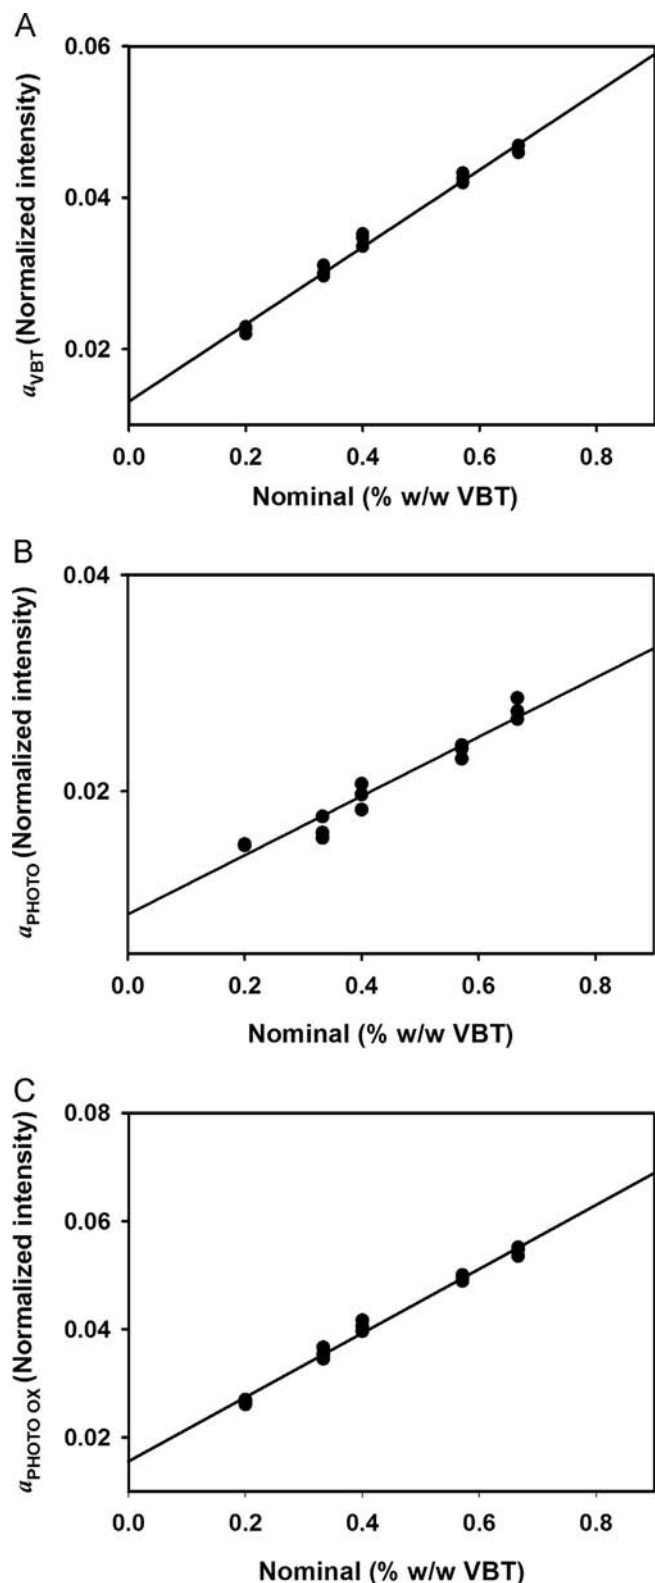 A
0.06
0.04
0.02
a VBT (Normalized intensity)
0.0 0.2 0.4 0.6 0.8
Nominal (% w/w VBT)
B
0.04
0.02
a PHOTO (Normalized intensity)
0.0 0.2 0.4 0.6 0.8
Nominal (% w/w VBT)
C
0.08
0.06
0.04
0.02
a PHOTO OX (Normalized intensity)
0.0 0.2 0.4 0.6 0.8
Nominal (% w/w VBT)